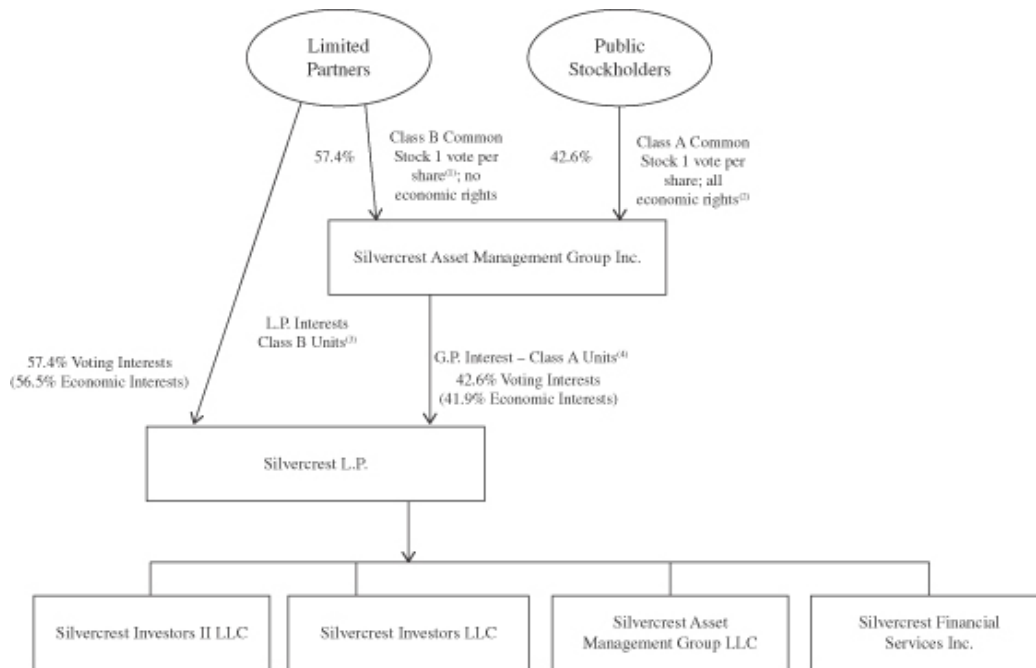 Limited
Partners
Public
Stockholders
57.4%
Class B Common
Stock 1 vote per
share(1); no
economic rights
42.6%
Class A Common
Stock 1 vote per
share; all
economic rights(2)
Silvercrest Asset Management Group Inc.
L.P. Interests
Class B Units(3)
57.4% Voting Interests
(56.5% Economic Interests)
G.P. Interest – Class A Units(4)
42.6% Voting Interests
(41.9% Economic Interests)
Silvercrest L.P.
Silvercrest Investors II LLC
Silvercrest Investors LLC
Silvercrest Asset
Management Group LLC
Silvercrest Financial
Services Inc.